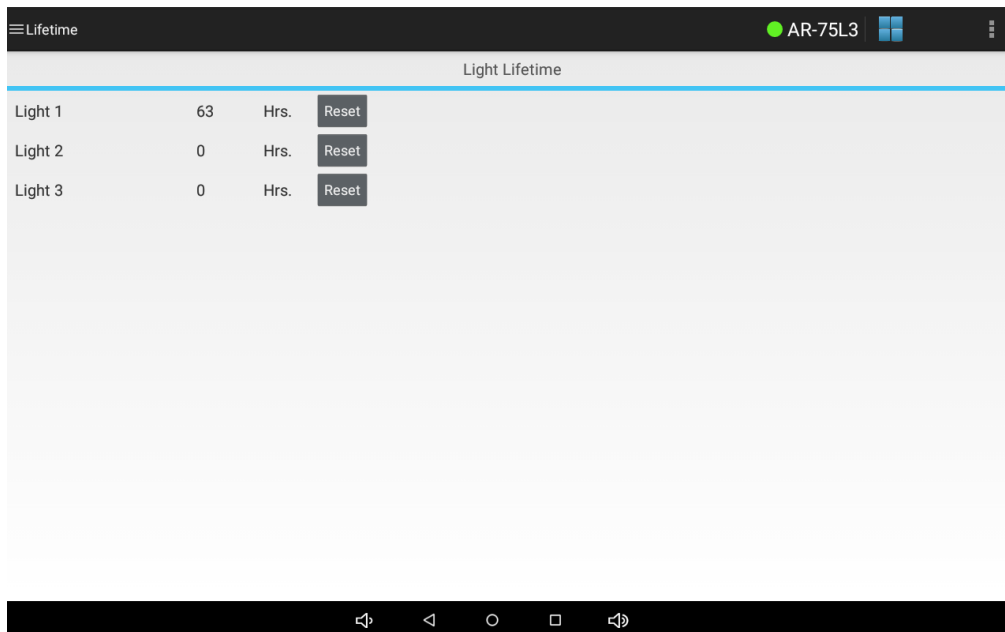 Lifetime AR-75L3
Light Lifetime
Light 1 63 Hrs. Reset
Light 2 0 Hrs. Reset
Light 3 0 Hrs. Reset